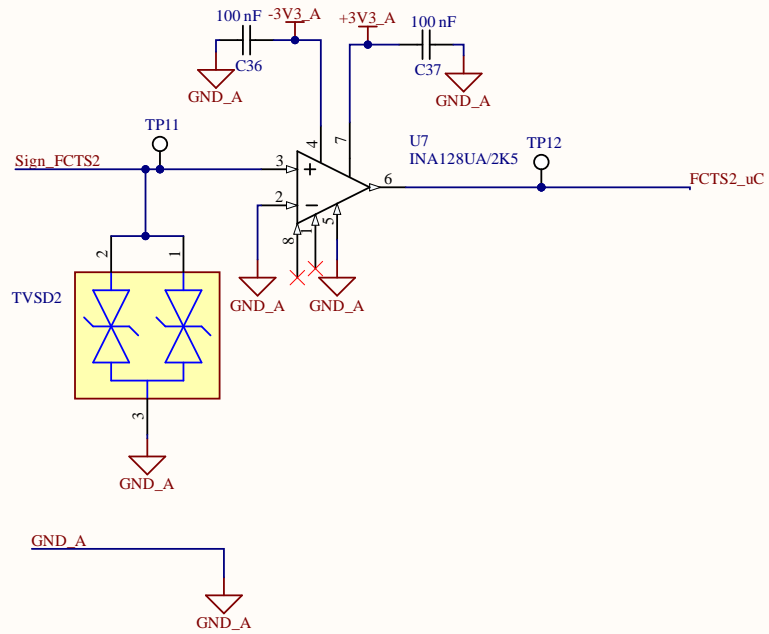 100 nF
-3V3_A
+3V3_A
100 nF
C36
C37
GND_A
GND_A
TP11
4
7
U7
INA128UA/2K5
TP12
Sign_FCTS2
3
6
FCTS2_uC
2
8
1
5
GND_A
GND_A
2
1
TVSD2
3
GND_A
GND_A
GND_A